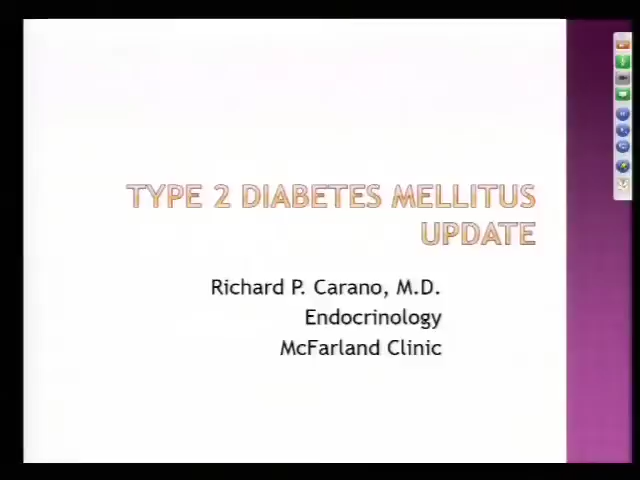 TYPE 2 DIABETES MELLITUS
UPDATE
Richard P. Carano, M.D.
Endocrinology
McFarland Clinic